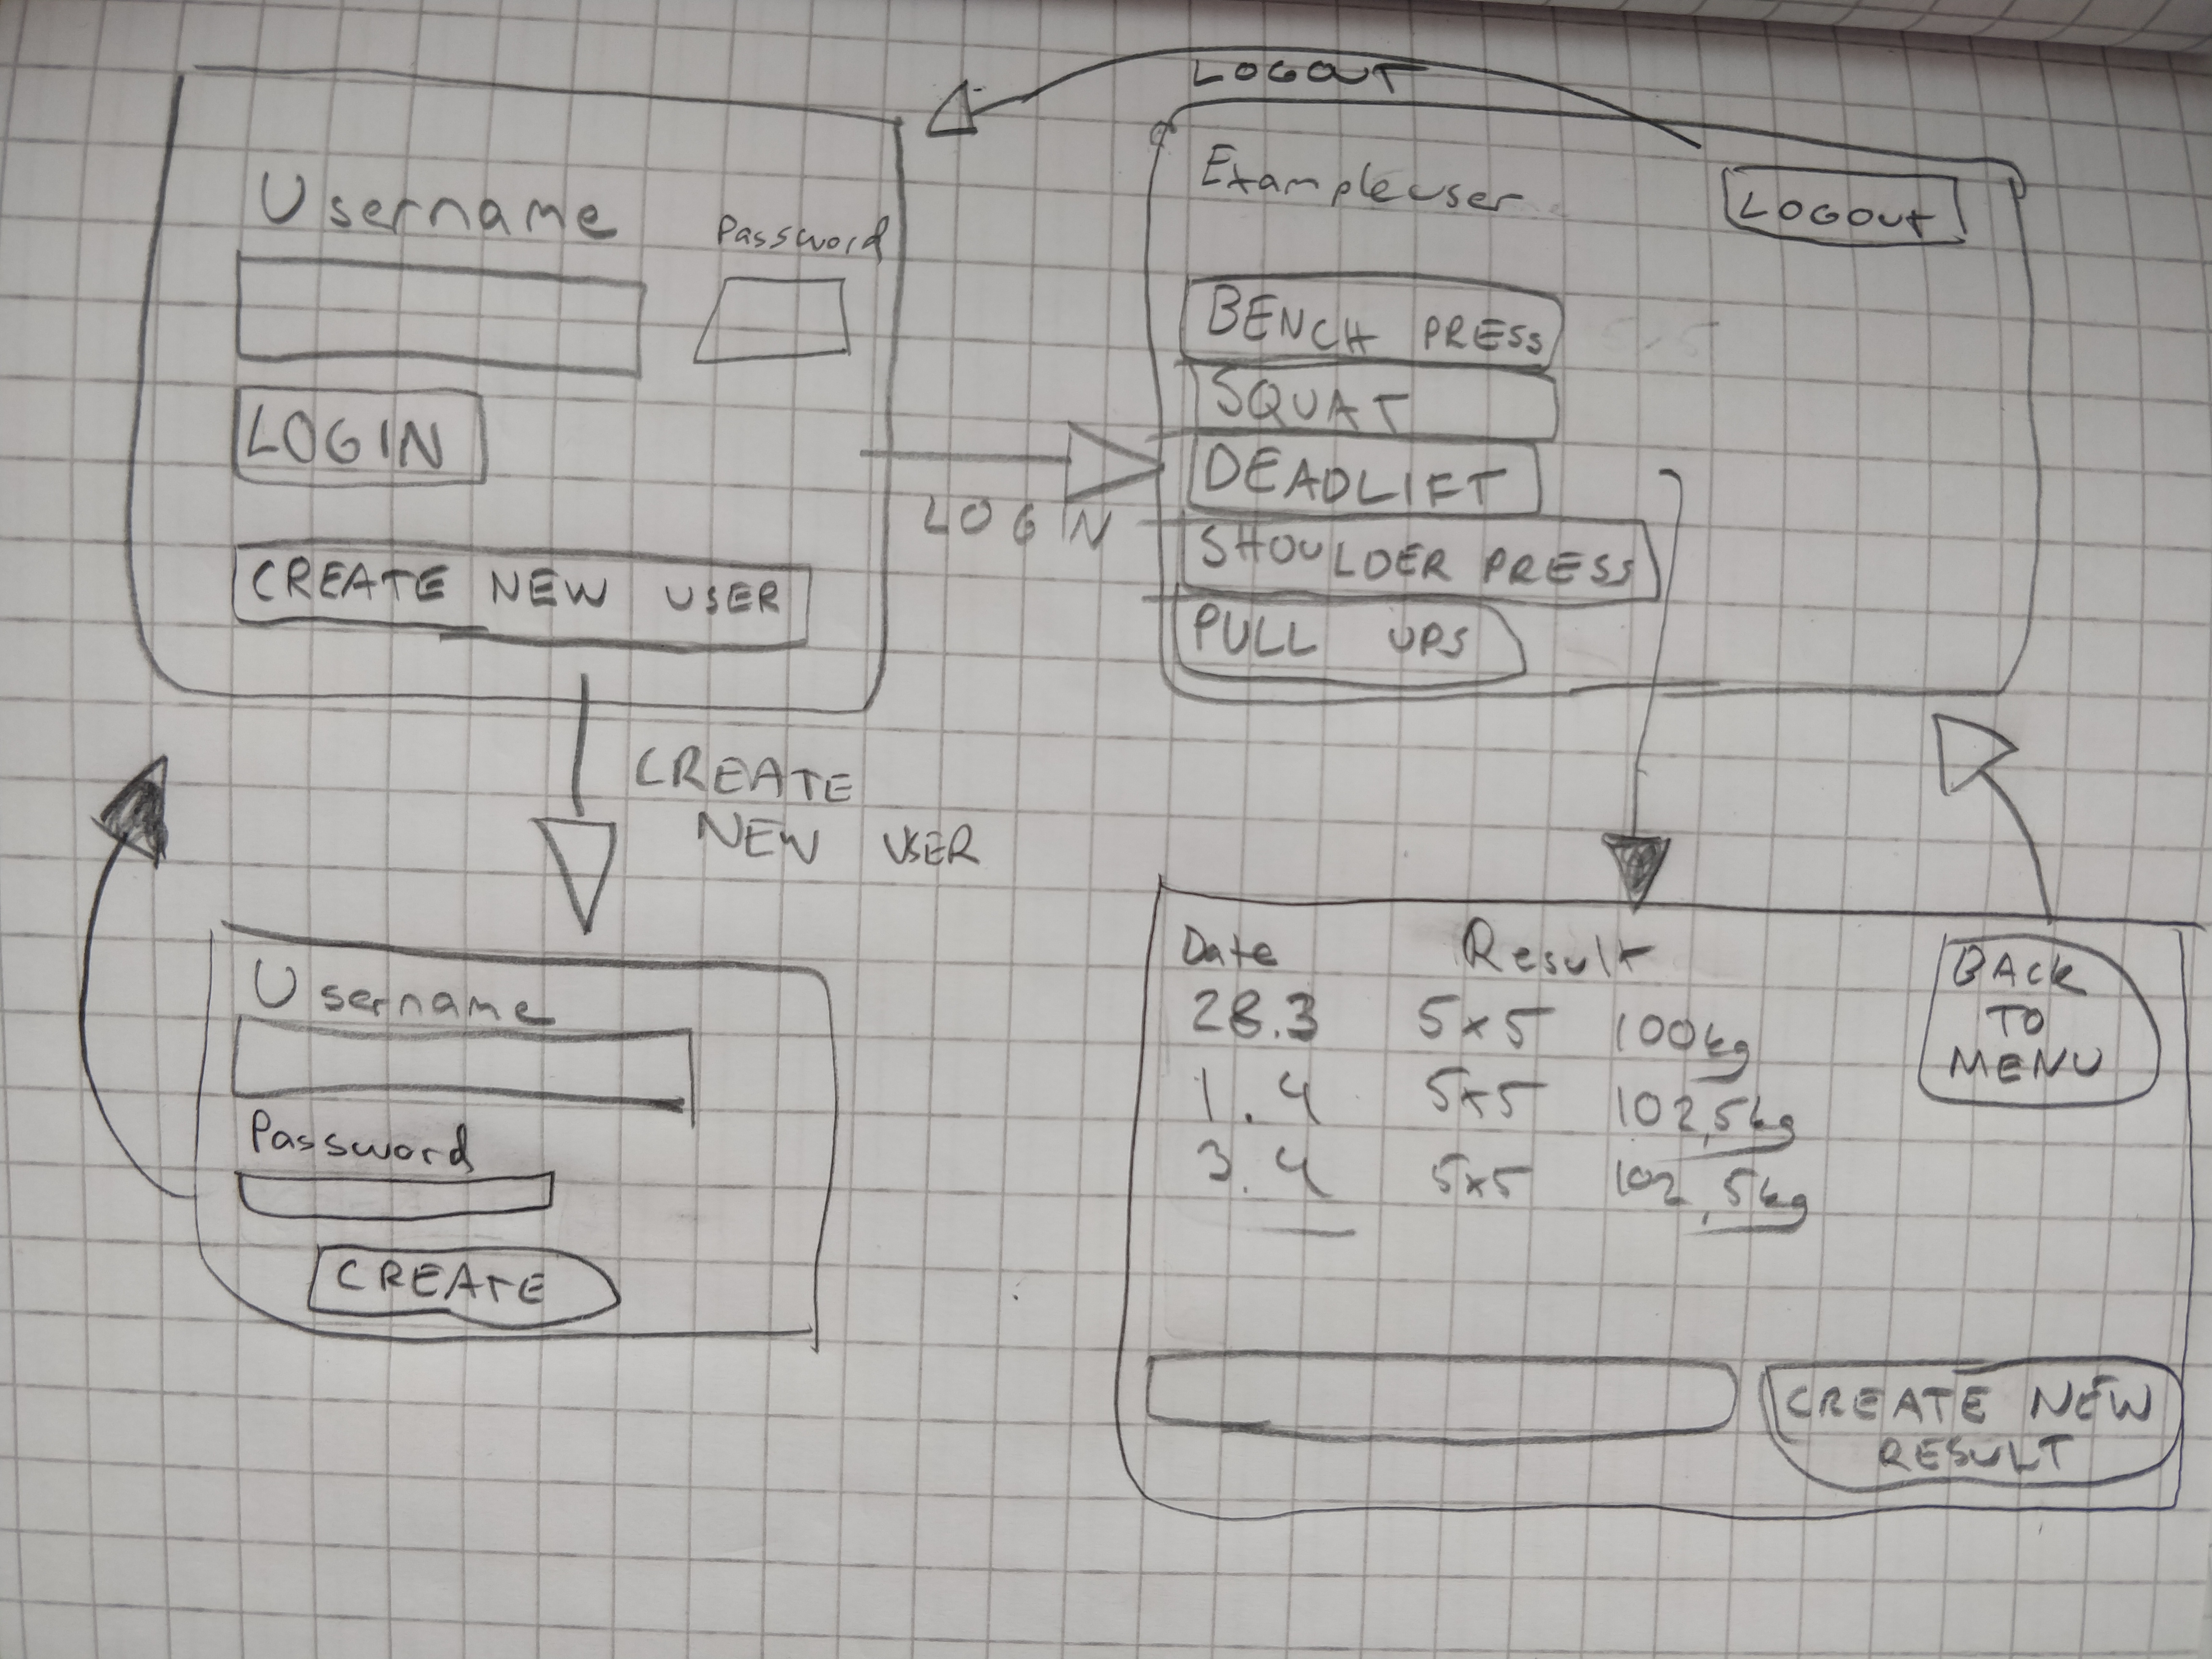 Username
Password
LOGIN
CREATE NEW USER
LOGOUT
Exampleuser
LOGOUT
BENCH PRESS
SQUAT
DEADLIFT
SHOULDER PRESS
PULL UPS
LOGIN
CREATE
NEW USER
Username
Password
CREATE
Date Result
28.3 5x5 100kg
1.4 5x5 102,5kg
3.4 5x5 102,5kg
BACK
TO
MENU
CREATE NEW
RESULT